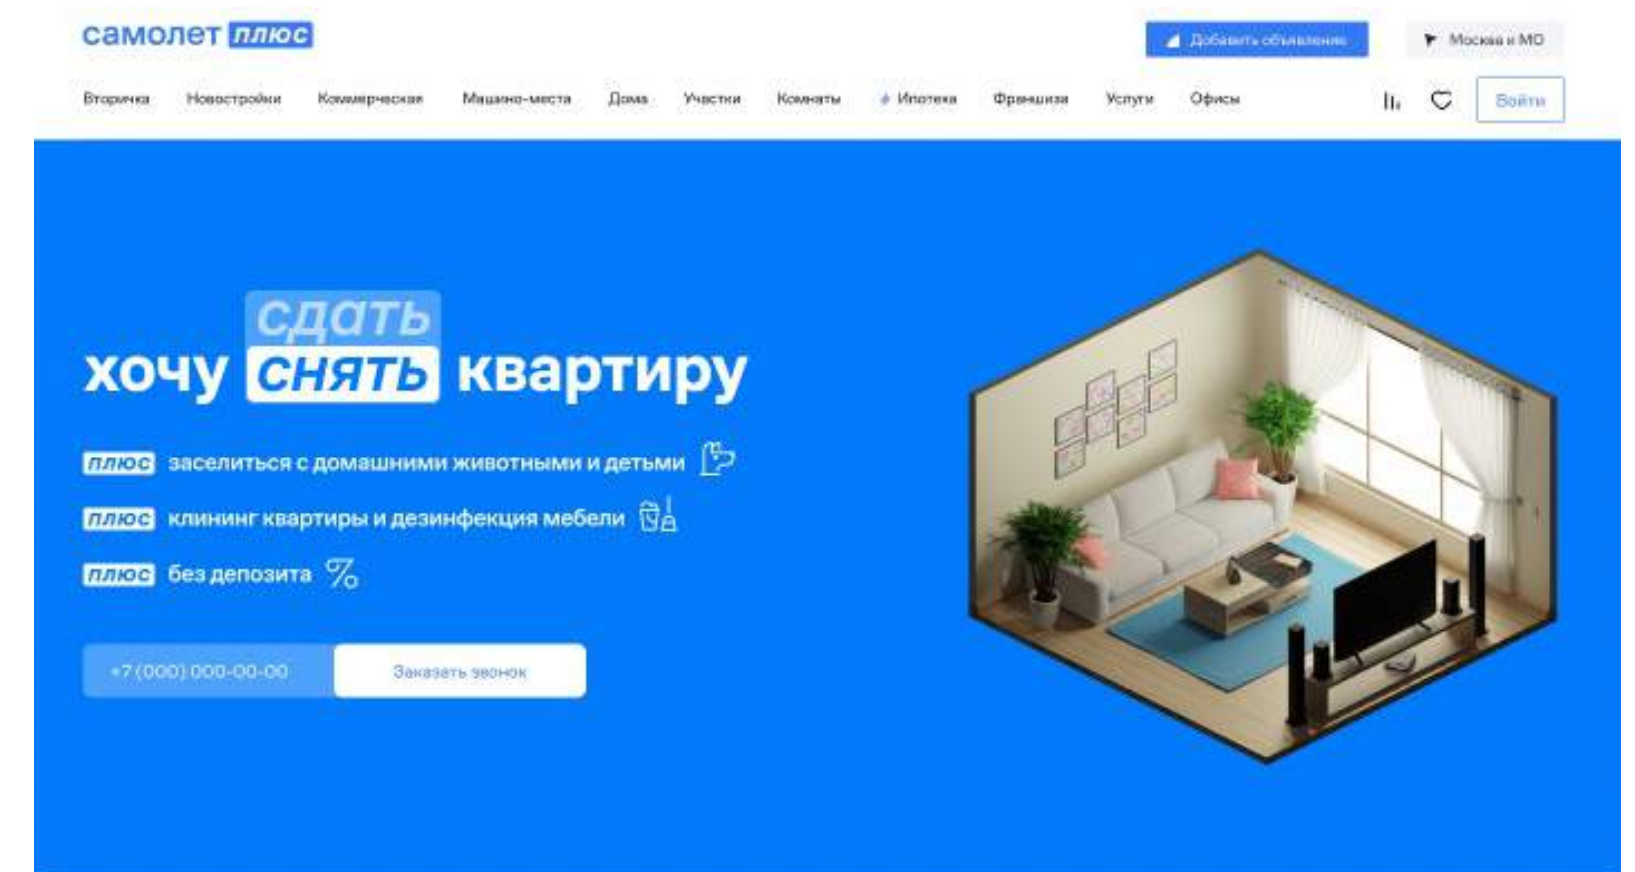 самолет плюс
Добавить объявление
Москва и МО
Вторичка Новостройки Коммерческая Машино-места Дома Участки Комнаты Ипотека Франшиза Услуги Офисы
Войти
сдать
хочу снять квартиру
плюс заселиться с домашними животными и детьми
плюс клининг квартиры и дезинфекция мебели
плюс без депозита %
+7 (000) 000-00-00 Заказать звонок